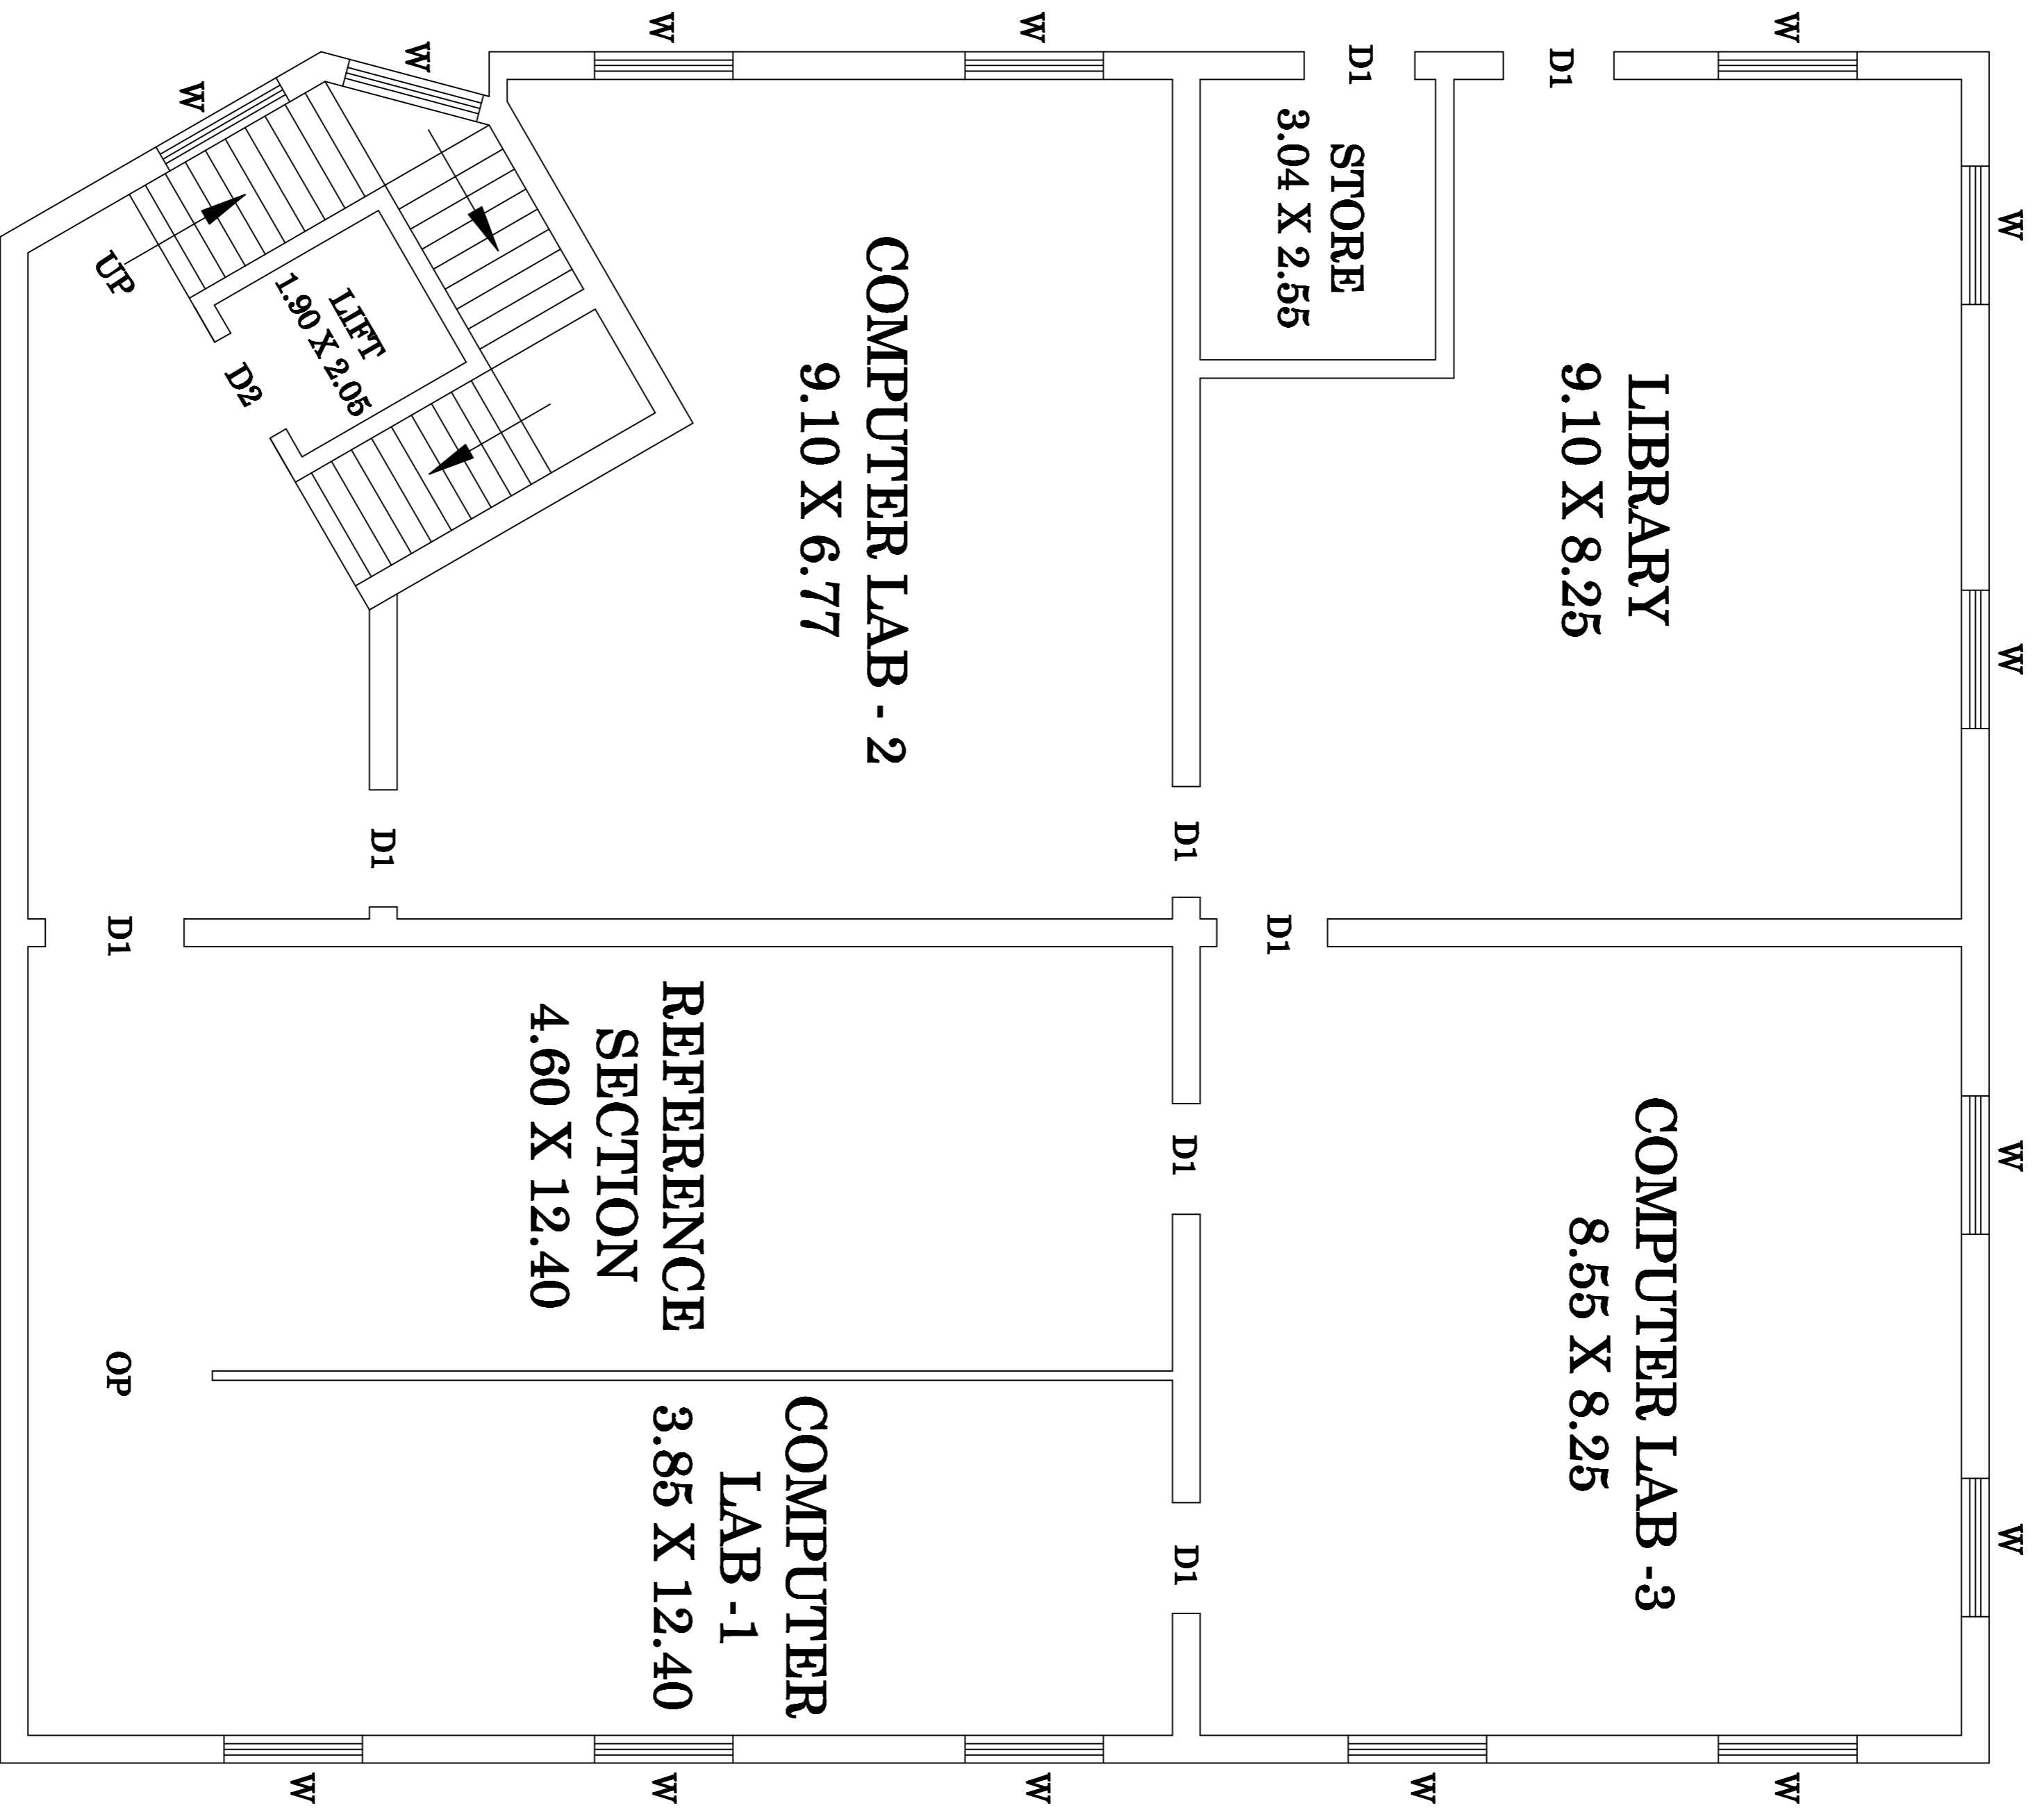 W
W
W
W
W
W
LIBRARY
9.10 X 8.25
COMPUTER LAB -3
8.55 X 8.25
D1
W
D1
STORE
3.04 X 2.55
D1
D1
D1
D1
W
W
COMPUTER LAB - 2
9.10 X 6.77
REFERENCE
SECTION
4.60 X 12.40
COMPUTER
LAB -1
3.85 X 12.40
W
W
W
D1
LIFT
1.90 X 2.05
W
D2
W
UP
D1
OP